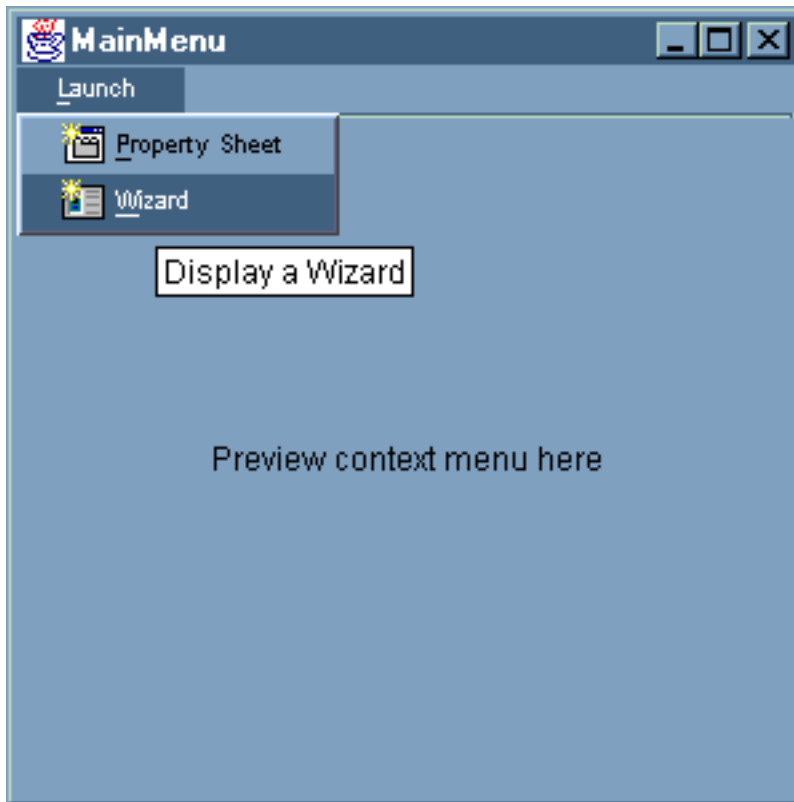 MainMenu
Launch
Property Sheet
Wizard
Display a Wizard
Preview context menu here